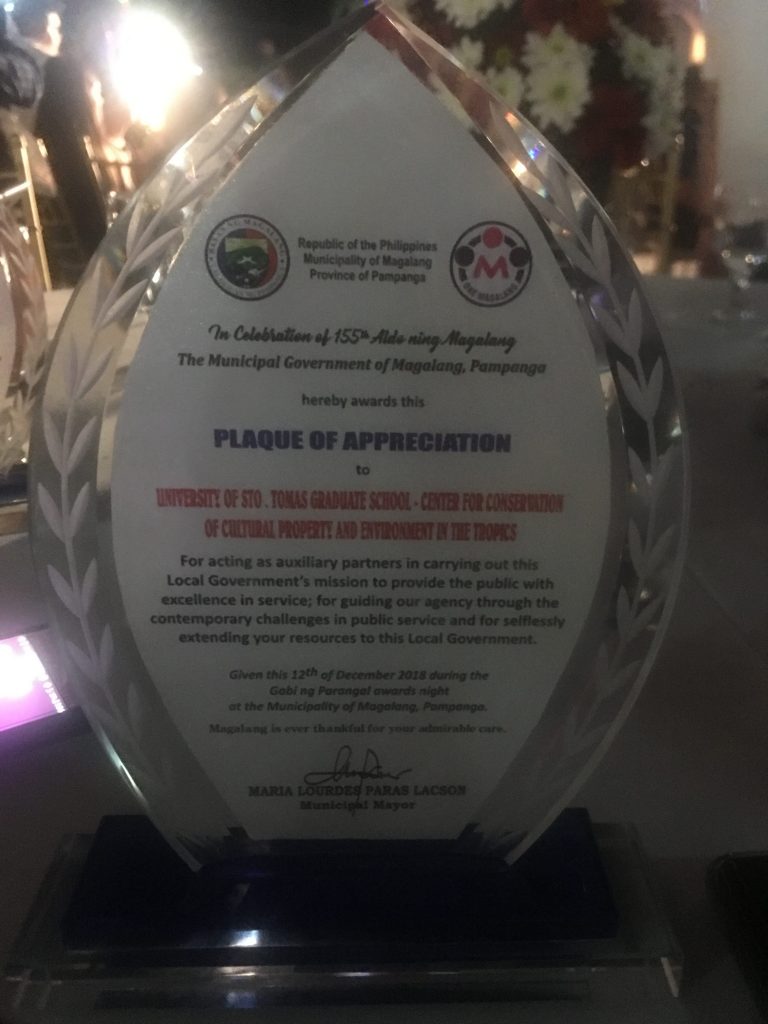 BAYAN NG MAGALANG
Republic of the Philippines
Municipality of Magalang
Province of Pampanga
M
ONE MAGALANG
In Celebration of 155th Aldo ning Magalang
The Municipal Government of Magalang, Pampanga
hereby awards this
PLAQUE OF APPRECIATION
to
UNIVERSITY OF STO. TOMAS GRADUATE SCHOOL - CENTER FOR CONSERVATION
OF CULTURAL PROPERTY AND ENVIRONMENT IN THE TROPICS
For acting as auxiliary partners in carrying out this
Local Government's mission to provide the public with
excellence in service; for guiding our agency through the
contemporary challenges in public service and for selflessly
extending your resources to this Local Government.
Given this 12th of December 2018 during the
Gabi ng Parangal awards night
at the Municipality of Magalang, Pampanga.
Magalang is ever thankful for your admirable care.
MARIA LOURDES PARAS LACSON
Municipal Mayor